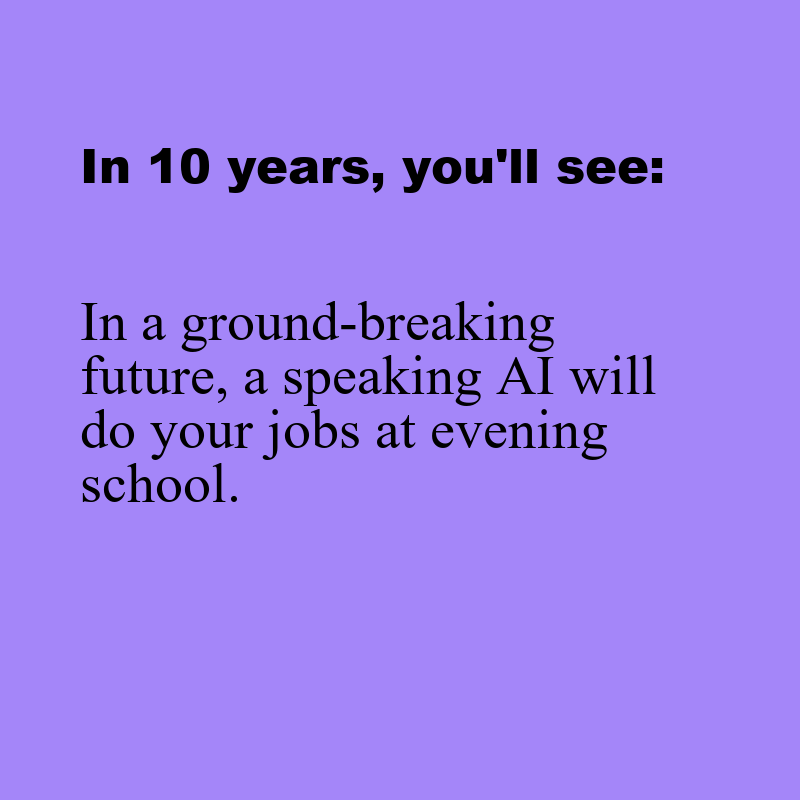 In 10 years, you'll see:
In a ground-breaking
future, a speaking AI will
do your jobs at evening
school.